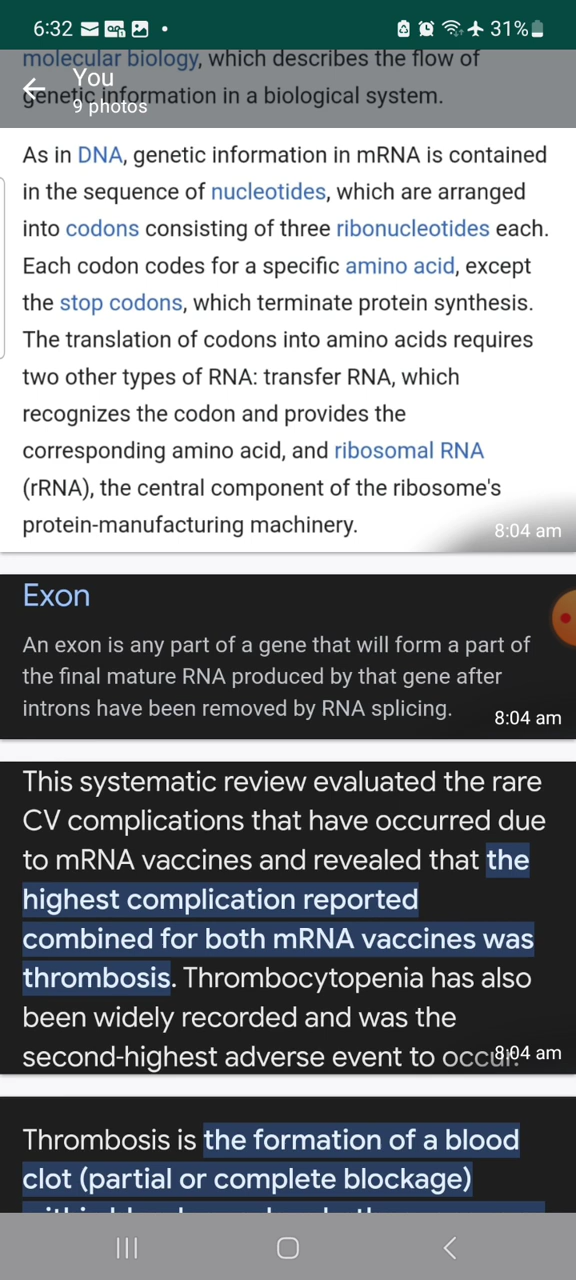 6:32
31%
molecular biology, which describes the flow of
You
genetic information in a biological system.
9 photos
As in DNA, genetic information in mRNA is contained
in the sequence of nucleotides, which are arranged
into codons consisting of three ribonucleotides each.
Each codon codes for a specific amino acid, except
the stop codons, which terminate protein synthesis.
The translation of codons into amino acids requires
two other types of RNA: transfer RNA, which
recognizes the codon and provides the
corresponding amino acid, and ribosomal RNA
(rRNA), the central component of the ribosome's
protein-manufacturing machinery.
8:04 am
Exon
An exon is any part of a gene that will form a part of
the final mature RNA produced by that gene after
introns have been removed by RNA splicing.
8:04 am
This systematic review evaluated the rare
CV complications that have occurred due
to mRNA vaccines and revealed that the
highest complication reported
combined for both mRNA vaccines was
thrombosis. Thrombocytopenia has also
been widely recorded and was the
second-highest adverse event to occur.
8:04 am
Thrombosis is the formation of a blood
clot (partial or complete blockage)